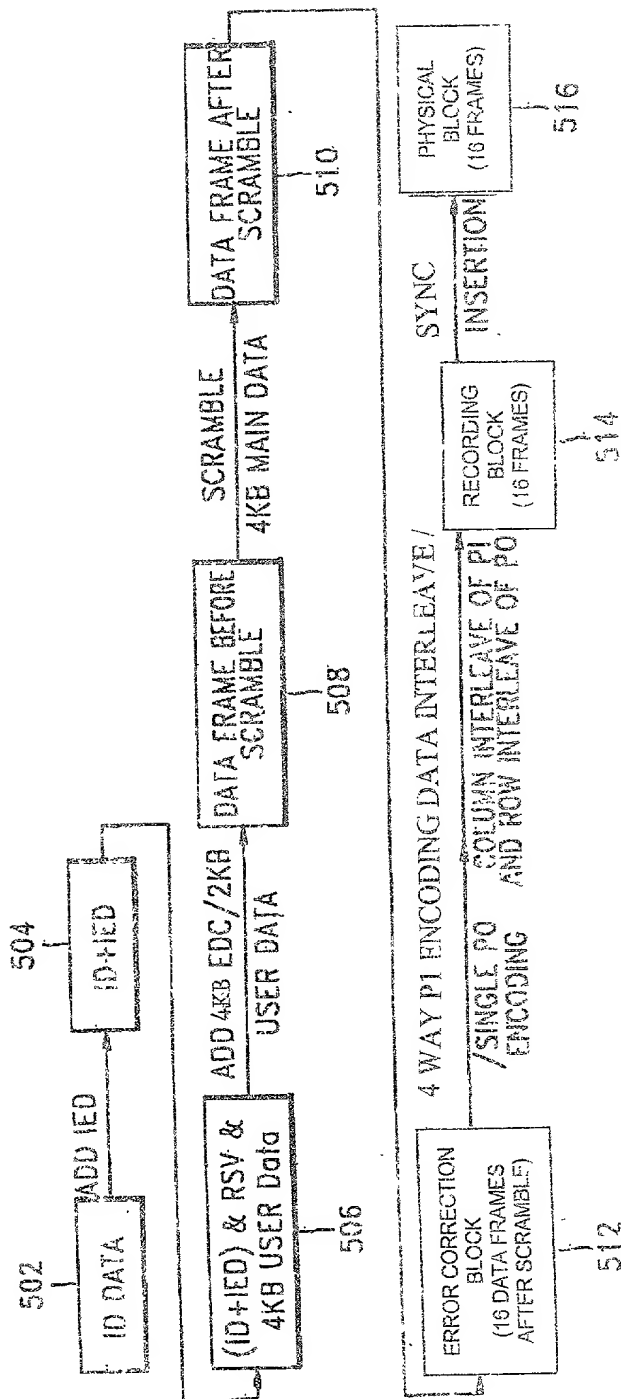 502
ID DATA
ADD IED
504
ID+IED
(ID+IED) & RSV &
4KB USER Data
506
ADD 4KB EDC/2KB
USER DATA
DATA FRAME BEFORE
SCRAMBLE
508
SCRAMBLE
4KB MAIN DATA
DATA FRAME AFTER
SCRAMBLE
510
ERROR CORRECTION
BLOCK
(16 DATA FRAMES
AFTER SCRAMBLE)
512
4 WAY P1 ENCODING DATA INTERLEAVE /
/SINGLE PO
ENCODING
COLUMN INTERLEAVE OF PI
AND ROW INTERLEAVE OF PO
RECORDING
BLOCK
(16 FRAMES)
514
SYNC
INSERTION
PHYSICAL
BLOCK
(16 FRAMES)
516